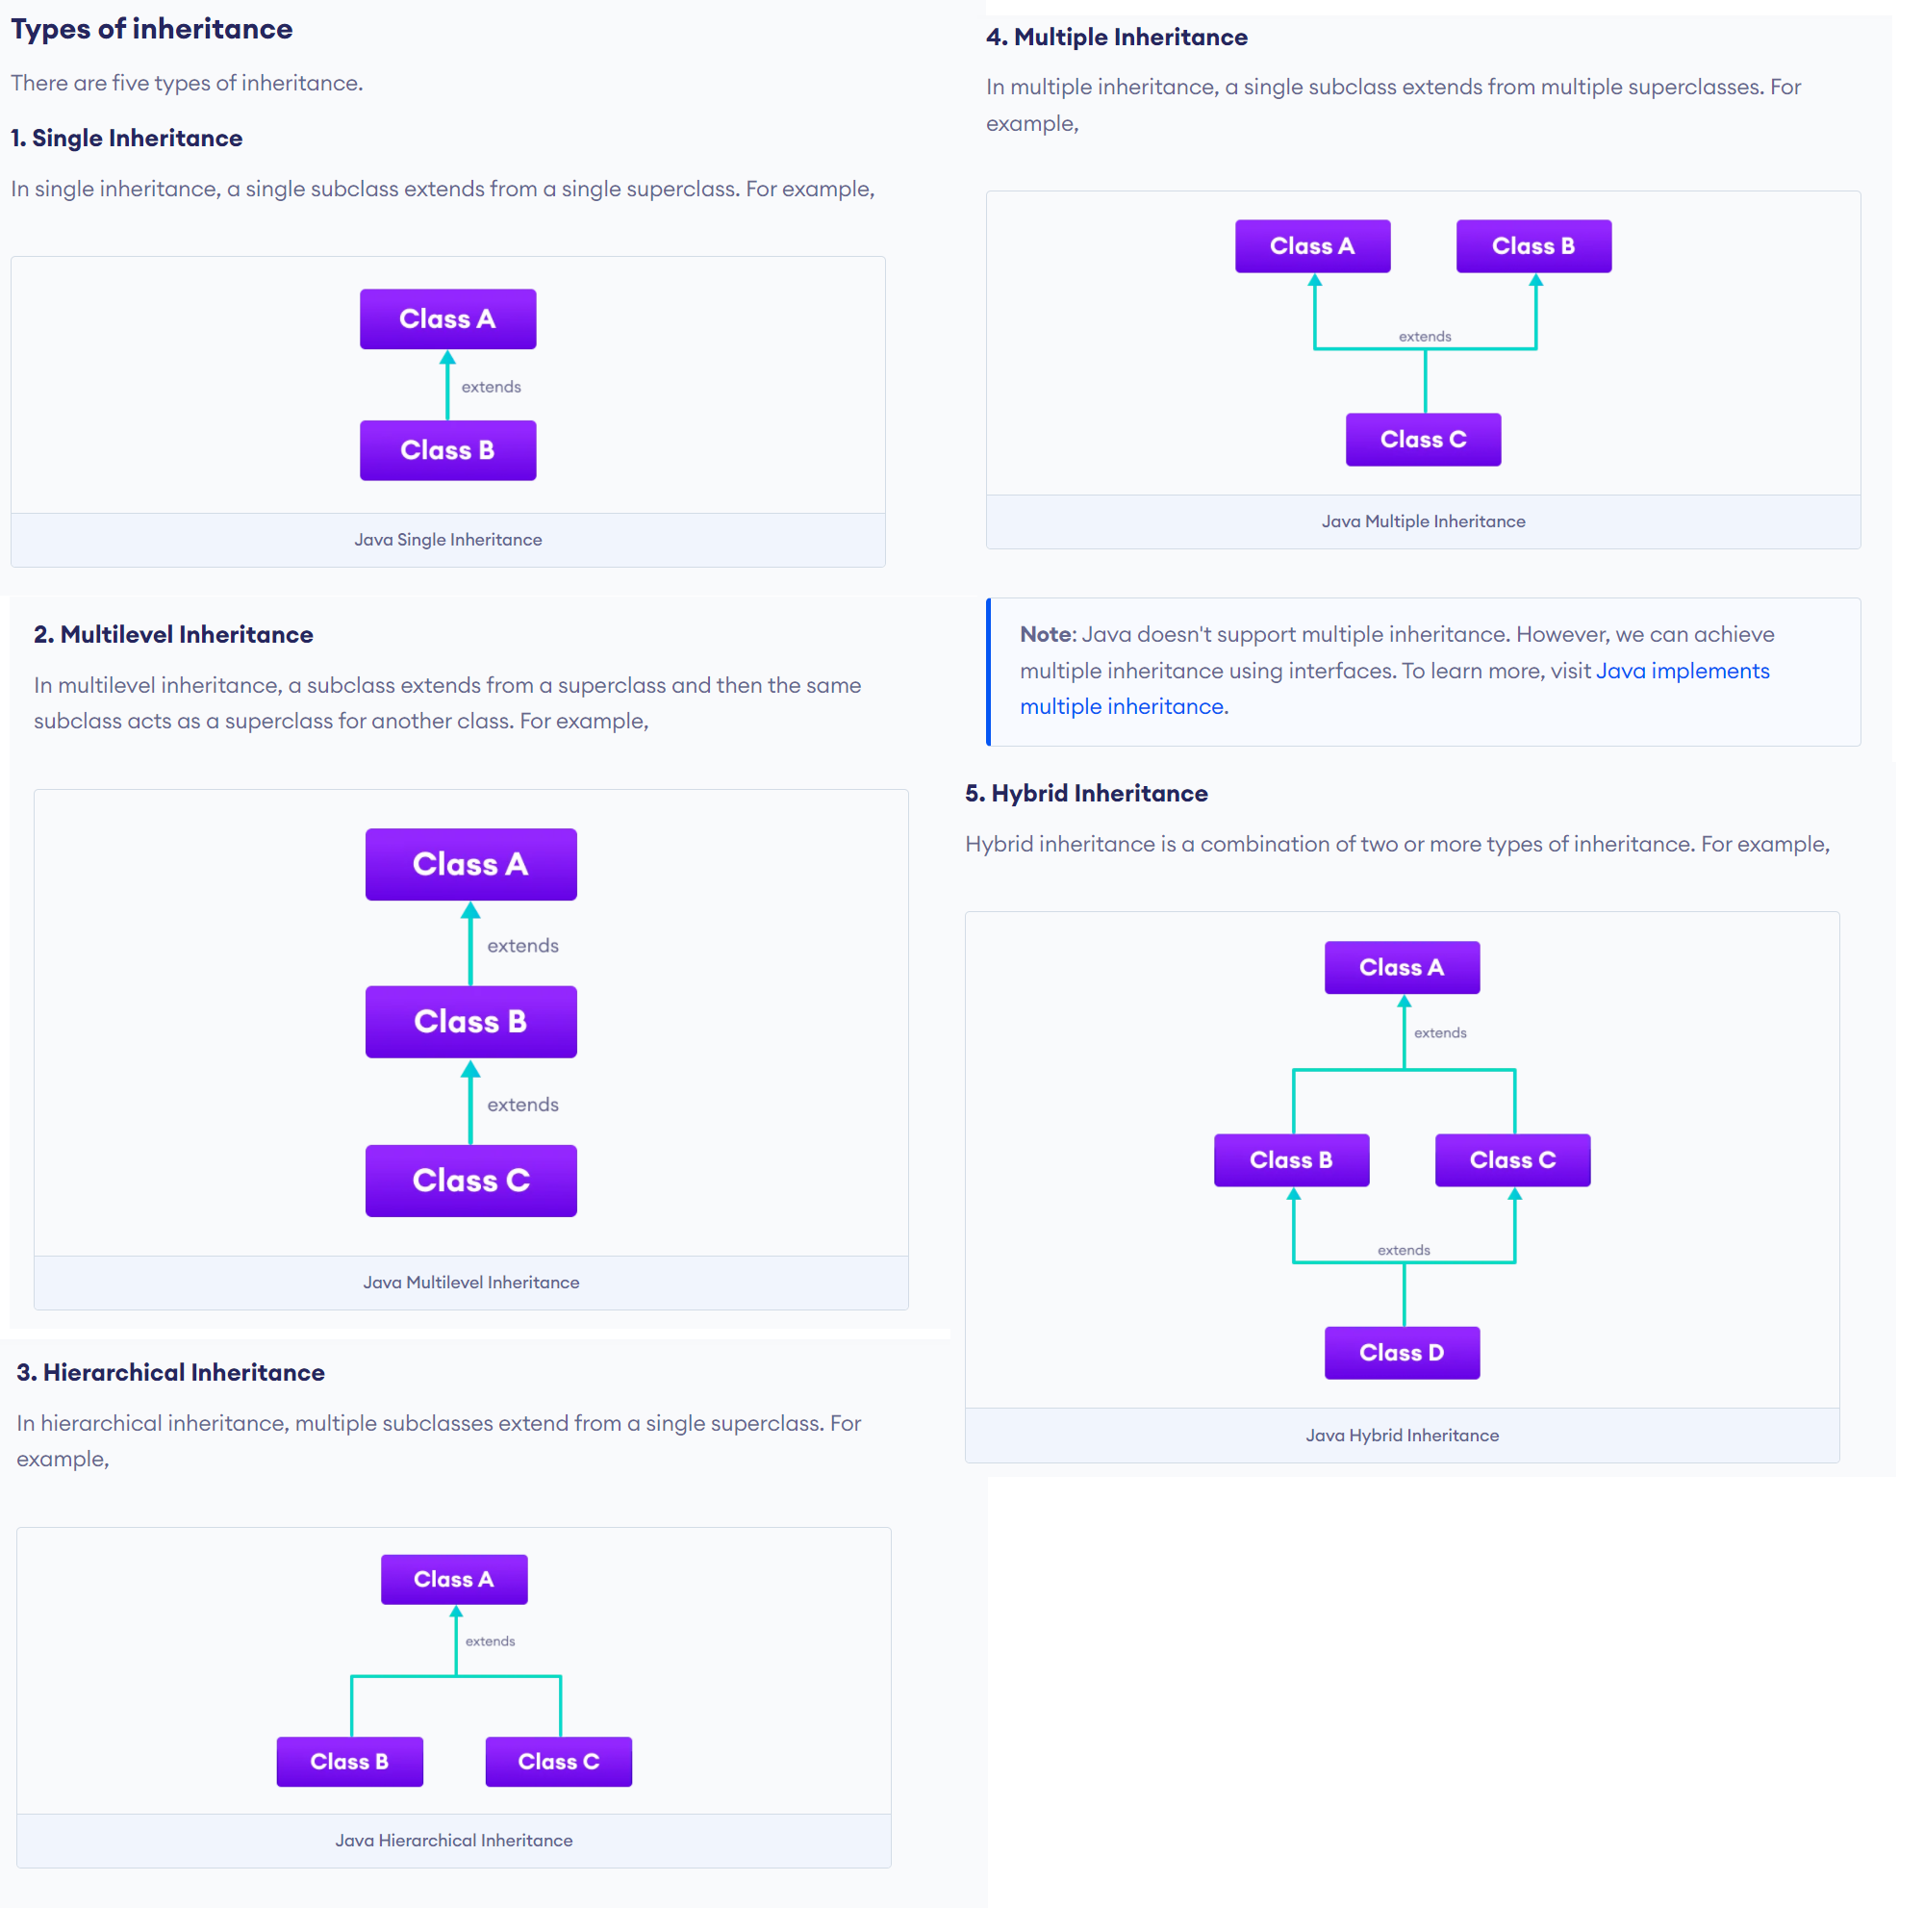 Types of inheritance
There are five types of inheritance.
1. Single Inheritance
In single inheritance, a single subclass extends from a single superclass. For example,
Class A
extends
Class B
Java Single Inheritance
2. Multilevel Inheritance
In multilevel inheritance, a subclass extends from a superclass and then the same
subclass acts as a superclass for another class. For example,
Class A
extends
Class B
extends
Class C
Java Multilevel Inheritance
3. Hierarchical Inheritance
In hierarchical inheritance, multiple subclasses extend from a single superclass. For
example,
Class A
extends
Class B Class C
Java Hierarchical Inheritance
4. Multiple Inheritance
In multiple inheritance, a single subclass extends from multiple superclasses. For
example,
Class A Class B
extends
Class C
Java Multiple Inheritance
Note: Java doesn't support multiple inheritance. However, we can achieve
multiple inheritance using interfaces. To learn more, visit Java implements
multiple inheritance.
5. Hybrid Inheritance
Hybrid inheritance is a combination of two or more types of inheritance. For example,
Class A
extends
Class B Class C
extends
Class D
Java Hybrid Inheritance